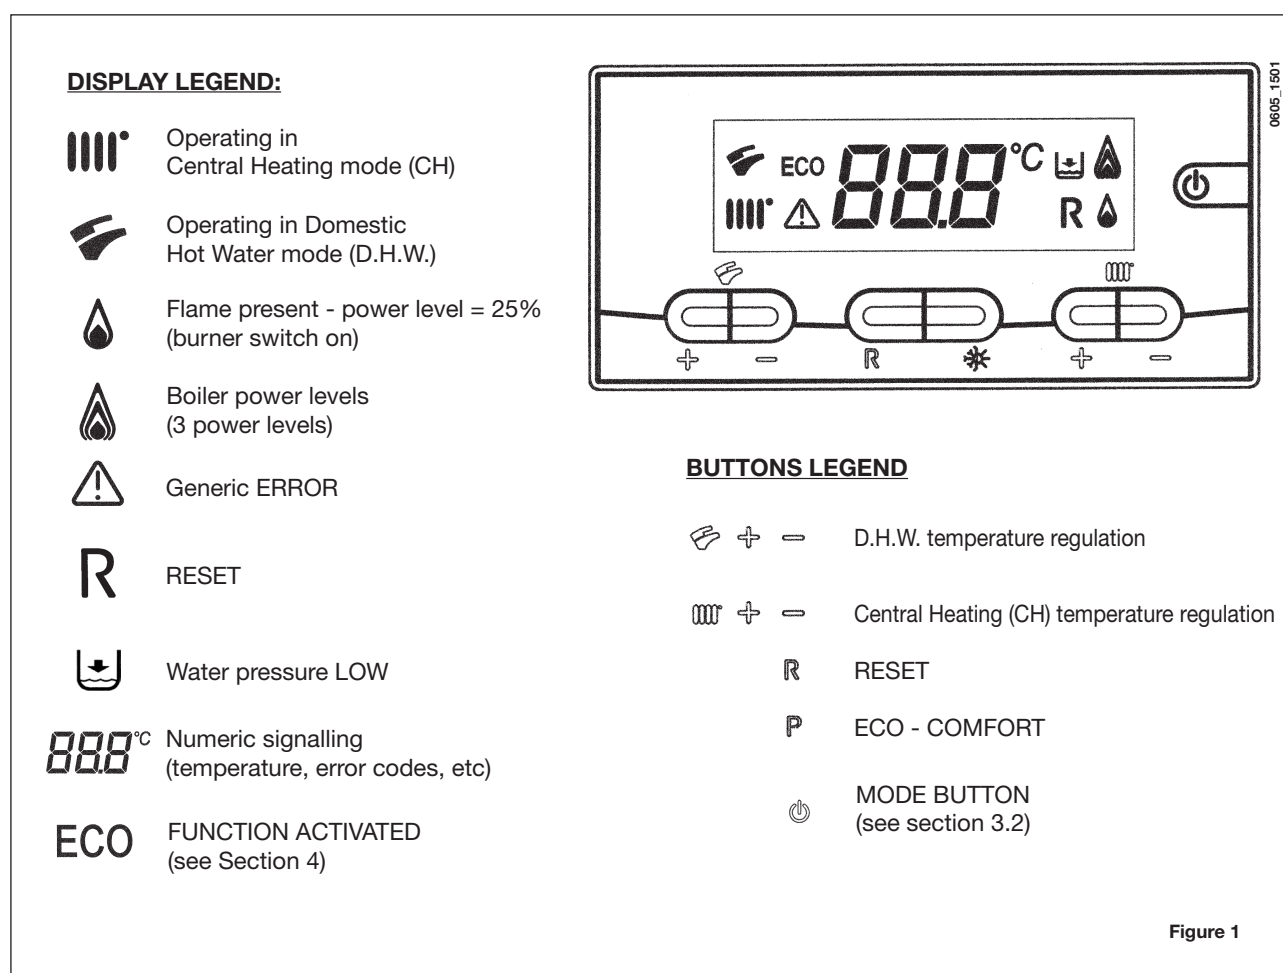 DISPLAY LEGEND:
Operating in
Central Heating mode (CH)
Operating in Domestic
Hot Water mode (D.H.W.)
Flame present - power level = 25%
(burner switch on)
Boiler power levels
(3 power levels)
Generic ERROR
R RESET
Water pressure LOW
88.8°C Numeric signalling
(temperature, error codes, etc)
ECO FUNCTION ACTIVATED
(see Section 4)
0605_1501
ECO 88.8 °C
R
+ − R + −
BUTTONS LEGEND
+ − D.H.W. temperature regulation
+ − Central Heating (CH) temperature regulation
R RESET
P ECO - COMFORT
MODE BUTTON
(see section 3.2)
Figure 1